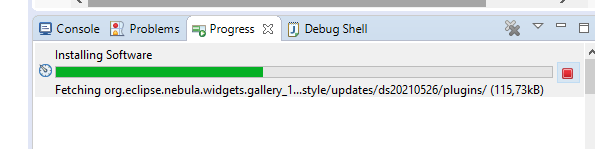 Console Problems Progress Debug Shell
Installing Software
Fetching org.eclipse.nebula.widgets.gallery_1...style/updates/ds20210526/plugins/ (115,73kB)